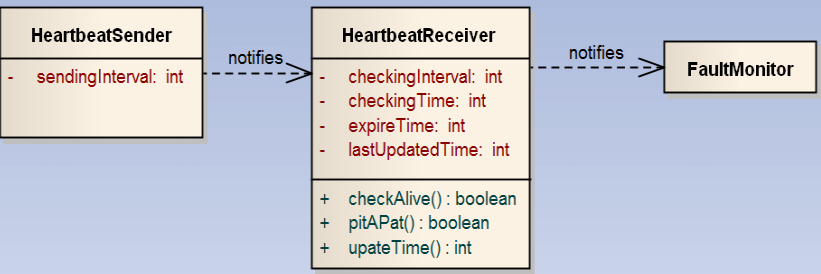 HeartbeatSender
- sendingInterval: int
notifies
HeartbeatReceiver
- checkingInterval: int
- checkingTime: int
- expireTime: int
- lastUpdatedTime: int
+ checkAlive() : boolean
+ pitAPat() : boolean
+ upateTime() : int
notifies
FaultMonitor